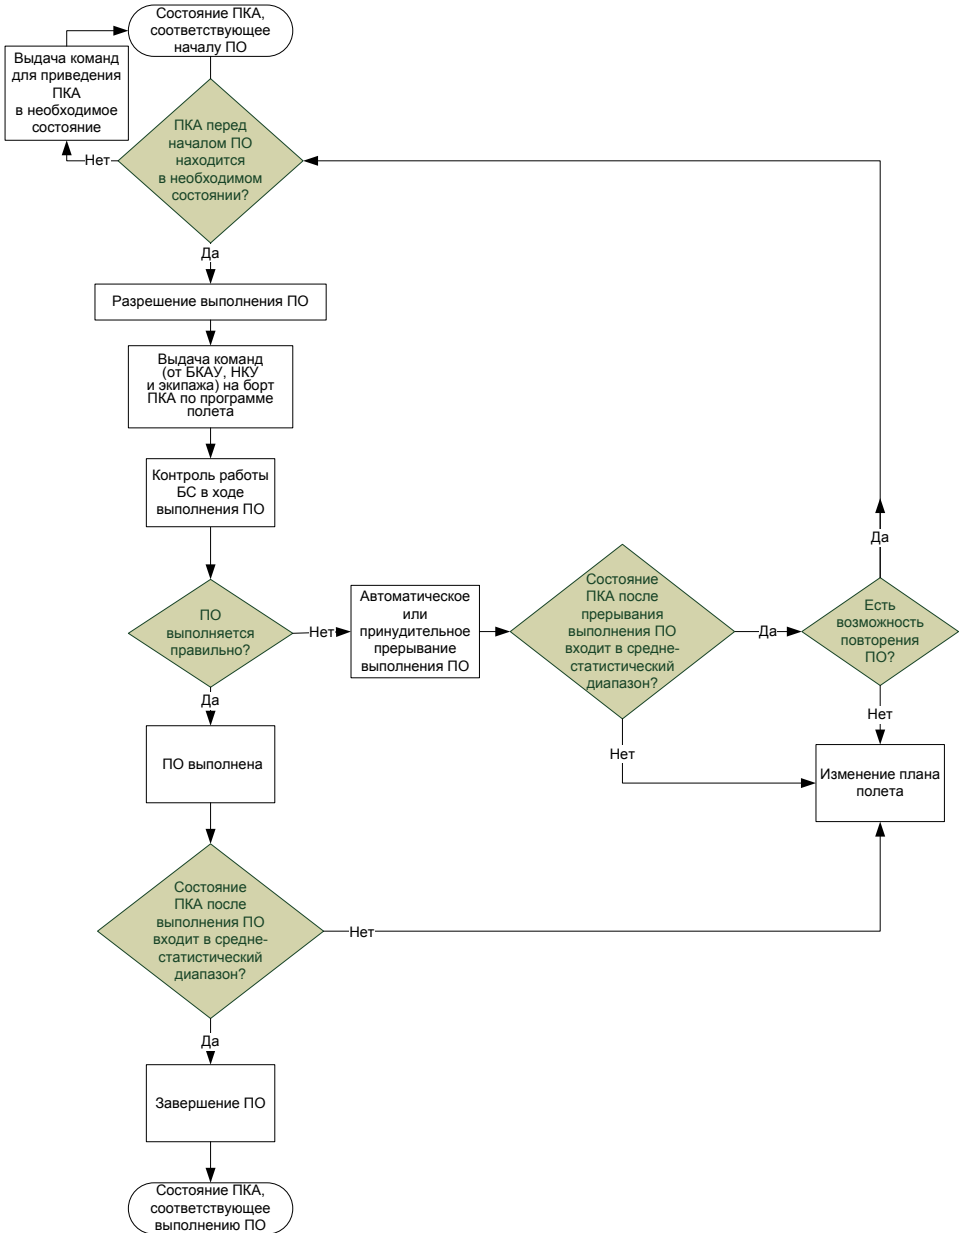 Состояние ПКА,
соответствующее
началу ПО
Выдача команд
для приведения
ПКА
в необходимое
состояние
ПКА перед
началом ПО
находится
в необходимом
состоянии?
Нет
Да
Разрешение выполнения ПО
Выдача команд
(от БКАУ, НКУ
и экипажа) на борт
ПКА по программе
полета
Контроль работы
БС в ходе
выполнения ПО
ПО
выполняется
правильно?
Нет
Автоматическое
или
принудительное
прерывание
выполнения ПО
Состояние
ПКА после
прерывания
выполнения ПО
входит в средне-
статистический
диапазон?
Да
Есть
возможность
повторения
ПО?
Да
Нет
Нет
Изменение плана
полета
Да
ПО выполнена
Состояние
ПКА после
выполнения ПО
входит в средне-
статистический
диапазон?
Нет
Да
Завершение ПО
Состояние ПКА,
соответствующее
выполнению ПО